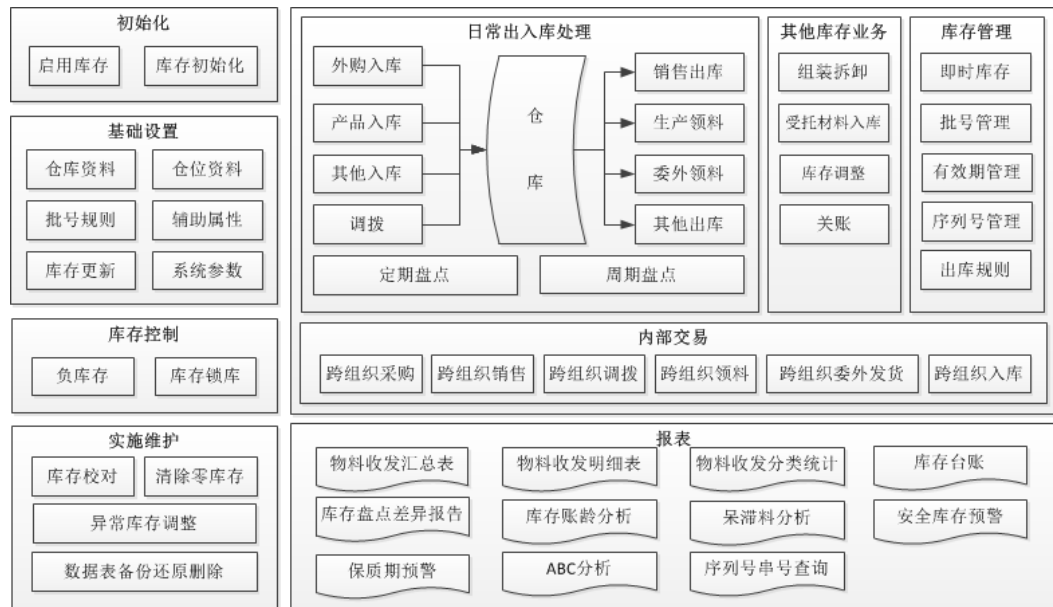 初始化
启用库存
库存初始化
基础设置
仓库资料
仓位资料
批号规则
辅助属性
库存更新
系统参数
库存控制
负库存
库存锁库
实施维护
库存校对
清除零库存
异常库存调整
数据表备份还原删除
日常出入库处理
外购入库
产品入库
其他入库
调拨
仓
库
销售出库
生产领料
委外领料
其他出库
定期盘点
周期盘点
其他库存业务
组装拆卸
受托材料入库
库存调整
关账
库存管理
即时库存
批号管理
有效期管理
序列号管理
出库规则
内部交易
跨组织采购
跨组织销售
跨组织调拨
跨组织领料
跨组织委外发货
跨组织入库
报表
物料收发汇总表
物料收发明细表
物料收发分类统计
库存台账
库存盘点差异报告
库存账龄分析
呆滞料分析
安全库存预警
保质期预警
ABC分析
序列号串号查询